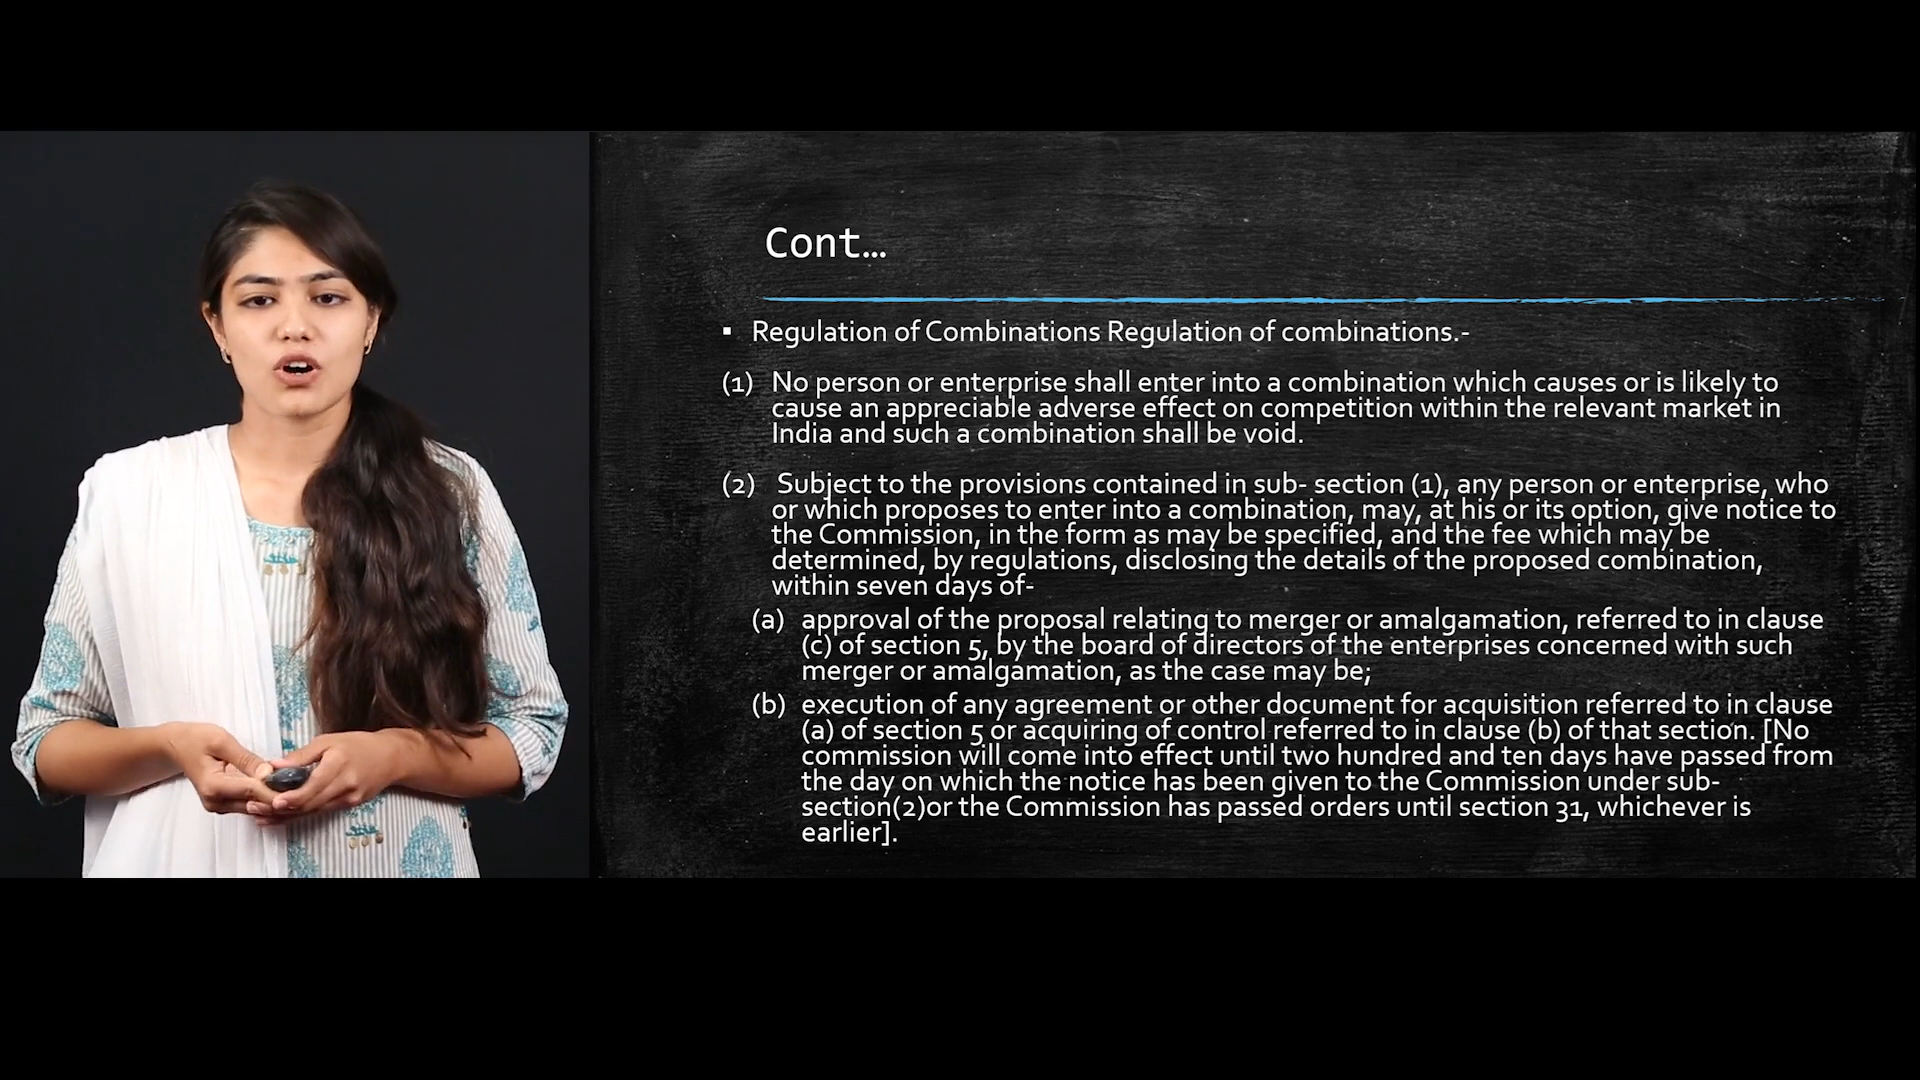 Cont…
▪ Regulation of Combinations Regulation of combinations.-
(1) No person or enterprise shall enter into a combination which causes or is likely to
cause an appreciable adverse effect on competition within the relevant market in
India and such a combination shall be void.
(2) Subject to the provisions contained in sub- section (1), any person or enterprise, who
or which proposes to enter into a combination, may, at his or its option, give notice to
the Commission, in the form as may be specified, and the fee which may be
determined, by regulations, disclosing the details of the proposed combination,
within seven days of-
(a) approval of the proposal relating to merger or amalgamation, referred to in clause
(c) of section 5, by the board of directors of the enterprises concerned with such
merger or amalgamation, as the case may be;
(b) execution of any agreement or other document for acquisition referred to in clause
(a) of section 5 or acquiring of control referred to in clause (b) of that section. [No
commission will come into effect until two hundred and ten days have passed from
the day on which the notice has been given to the Commission under sub-
section(2)or the Commission has passed orders until section 31, whichever is
earlier].